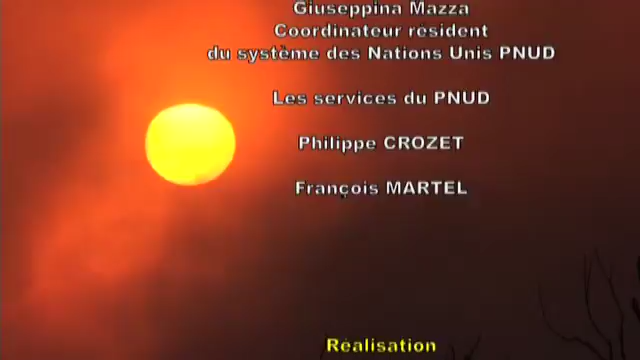 Giuseppina Mazza
Coordinateur résident
du système des Nations Unis PNUD
Les services du PNUD
Philippe CROZET
François MARTEL
Réalisation